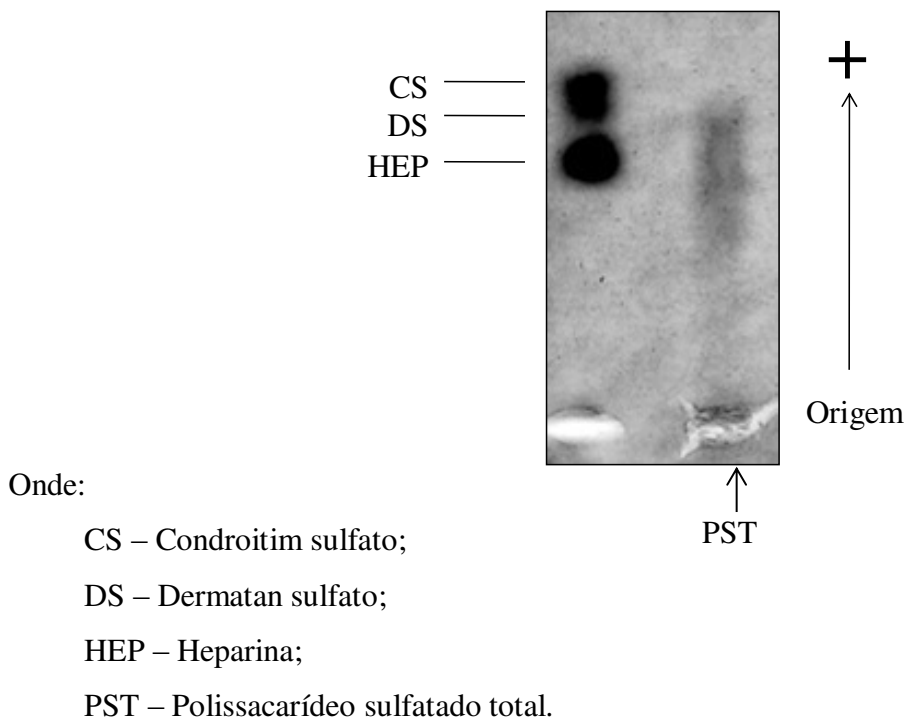 CS
DS
HEP
+
Origem
PST
Onde:
CS – Condroitim sulfato;
DS – Dermatan sulfato;
HEP – Heparina;
PST – Polissacarídeo sulfatado total.